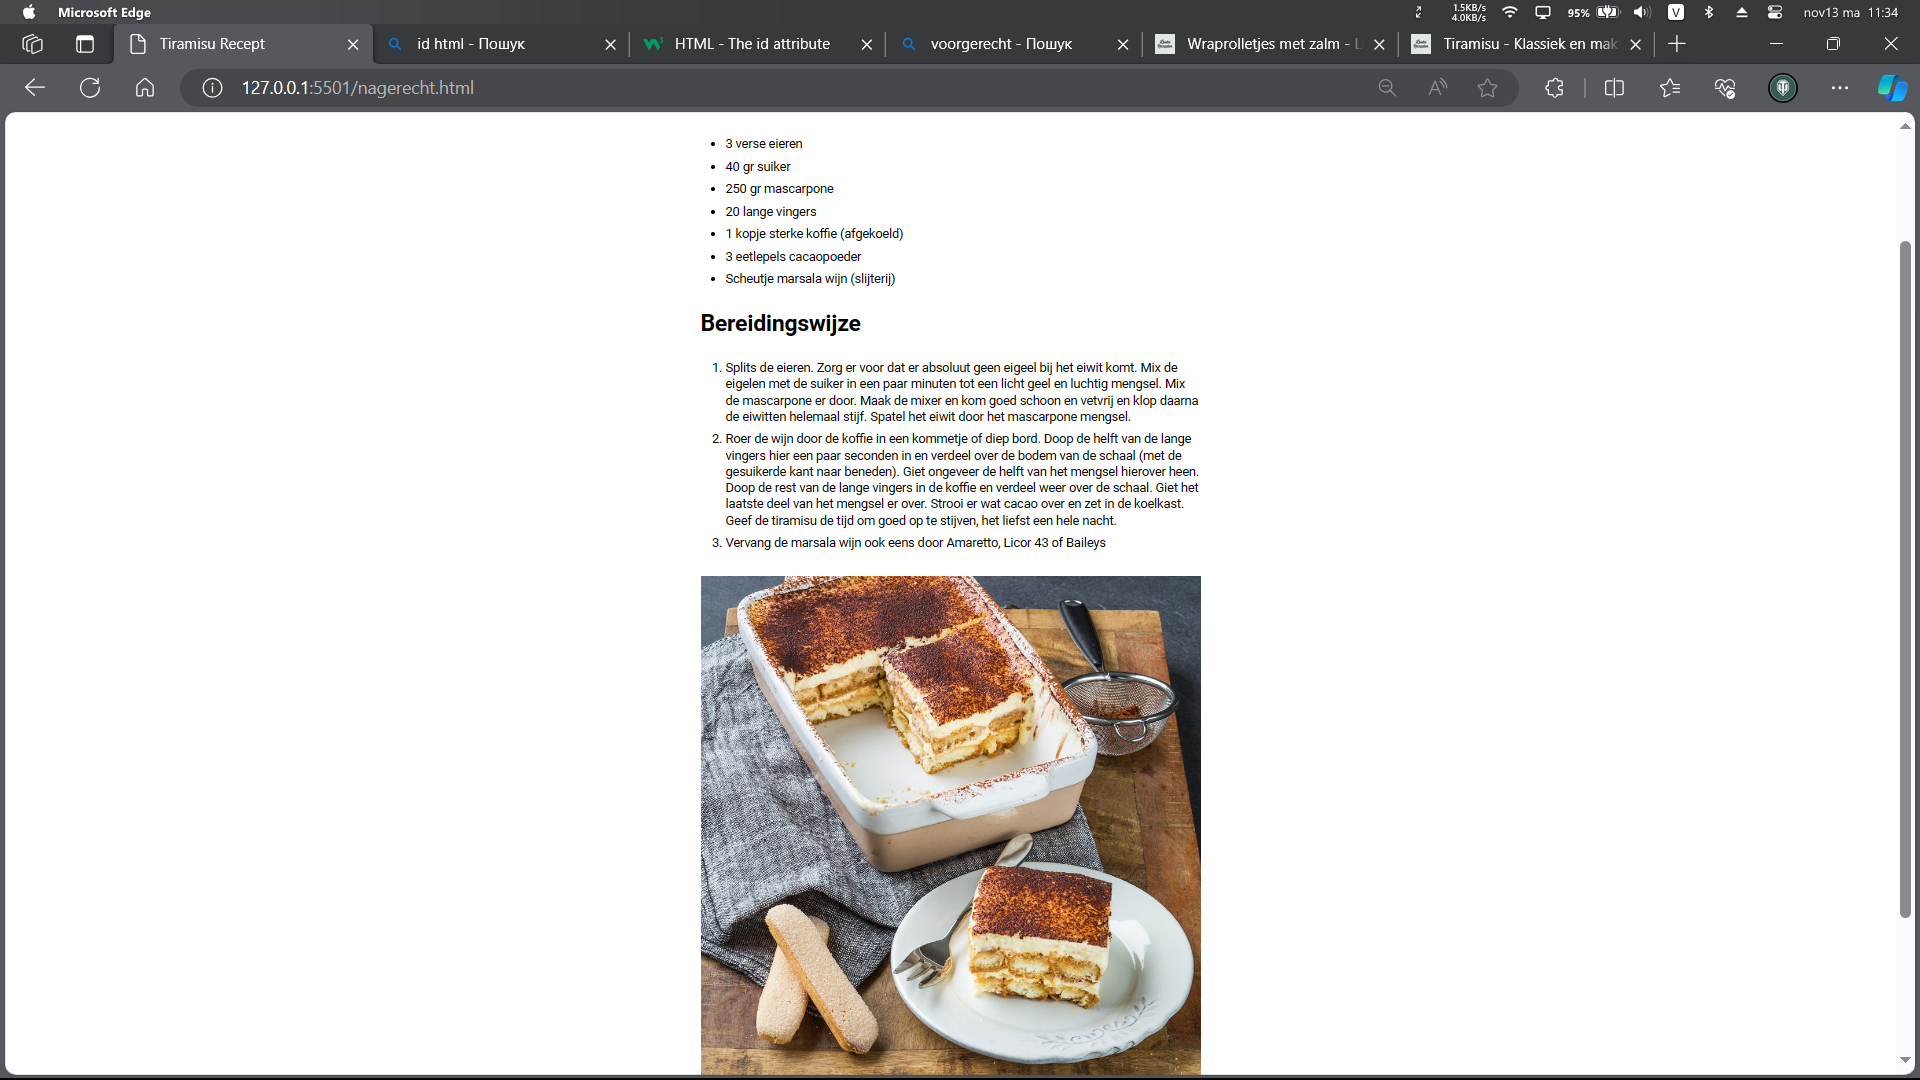 Microsoft Edge
1.5KB/s
4.0KB/s
95%
V
nov13 ma 11:34
Tiramisu Recept
id html - Пошук
HTML - The id attribute
voorgerecht - Пошук
Wraprolletjes met zalm - L
Tiramisu - Klassiek en mak
127.0.0.1:5501/nagerecht.html
3 verse eieren
40 gr suiker
250 gr mascarpone
20 lange vingers
1 kopje sterke koffie (afgekoeld)
3 eetlepels cacaopoeder
Scheutje marsala wijn (slijterij)
Bereidingswijze
1. Splits de eieren. Zorg er voor dat er absoluut geen eigeel bij het eiwit komt. Mix de
eigelen met de suiker in een paar minuten tot een licht geel en luchtig mengsel. Mix
de mascarpone er door. Maak de mixer en kom goed schoon en vetvrij en klop daarna
de eiwitten helemaal stijf. Spatel het eiwit door het mascarpone mengsel.
2. Roer de wijn door de koffie in een kommetje of diep bord. Doop de helft van de lange
vingers hier een paar seconden in en verdeel over de bodem van de schaal (met de
gesuikerde kant naar beneden). Giet ongeveer de helft van het mengsel hierover heen.
Doop de rest van de lange vingers in de koffie en verdeel weer over de schaal. Giet het
laatste deel van het mengsel er over. Strooi er wat cacao over en zet in de koelkast.
Geef de tiramisu de tijd om goed op te stijven, het liefst een hele nacht.
3. Vervang de marsala wijn ook eens door Amaretto, Licor 43 of Baileys